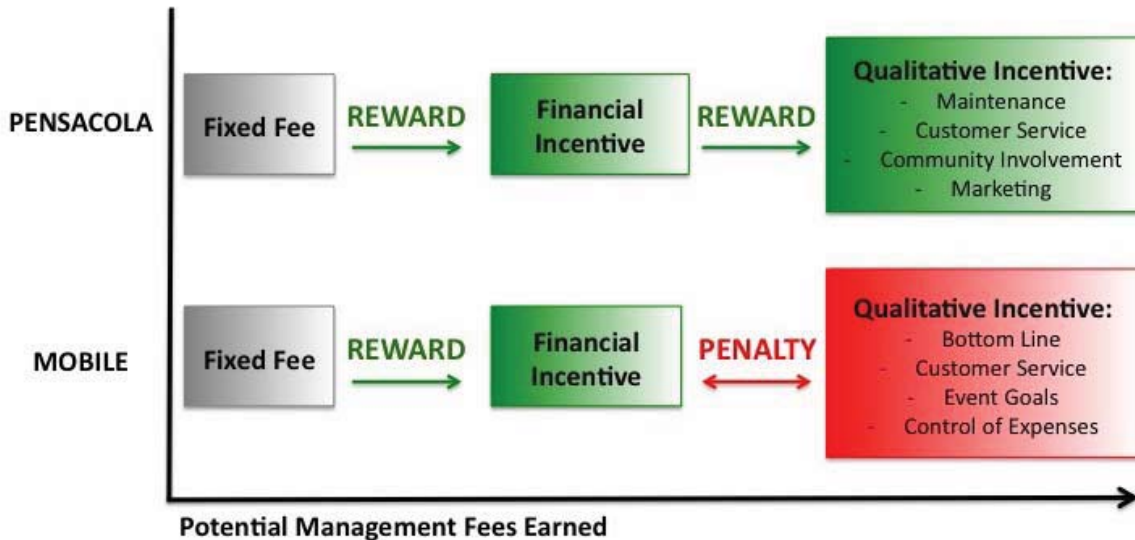 PENSACOLA
Fixed Fee
REWARD
Financial
Incentive
REWARD
Qualitative Incentive:
- Maintenance
- Customer Service
- Community Involvement
- Marketing
MOBILE
Fixed Fee
REWARD
Financial
Incentive
PENALTY
Qualitative Incentive:
- Bottom Line
- Customer Service
- Event Goals
- Control of Expenses
Potential Management Fees Earned